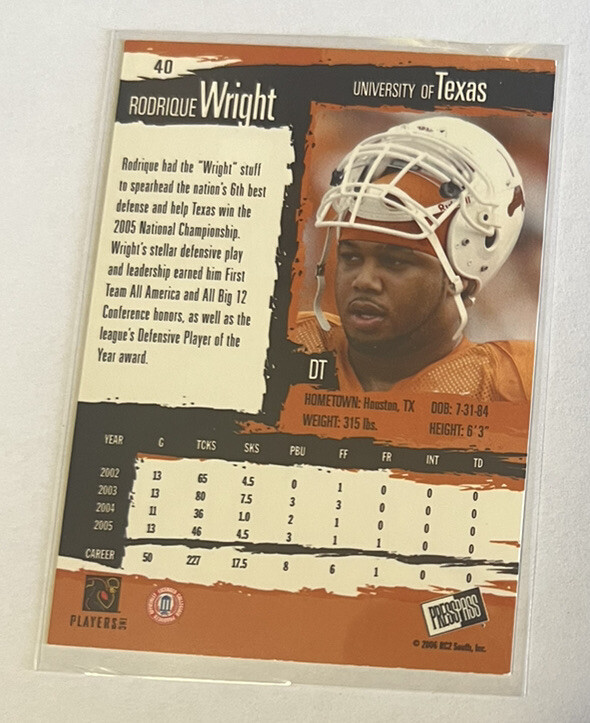 40
RODRIQUE Wright
UNIVERSITY OF Texas
Rodrique had the "Wright" stuff
to spearhead the nation's 6th best
defense and help Texas win the
2005 National Championship.
Wright's stellar defensive play
and leadership earned him First
Team All America and All Big 12
Conference honors, as well as the
league's Defensive Player of the
Year award.
DT
HOMETOWN: Houston, TX DOB: 7-31-84
WEIGHT: 315 lbs. HEIGHT: 6'3"
YEAR G TCKS SKS PBU FF FR INT TD
2002 13 65 4.5 0 1 0 0 0
2003 13 80 7.5 3 3 0 0 0
2004 11 36 1.0 2 1 0 0 0
2005 13 46 4.5 3 1 1 0 0
CAREER 50 227 17.5 8 6 1 0 0
PLAYERS INC
PRESS PASS
© 2006 RC2 South, Inc.